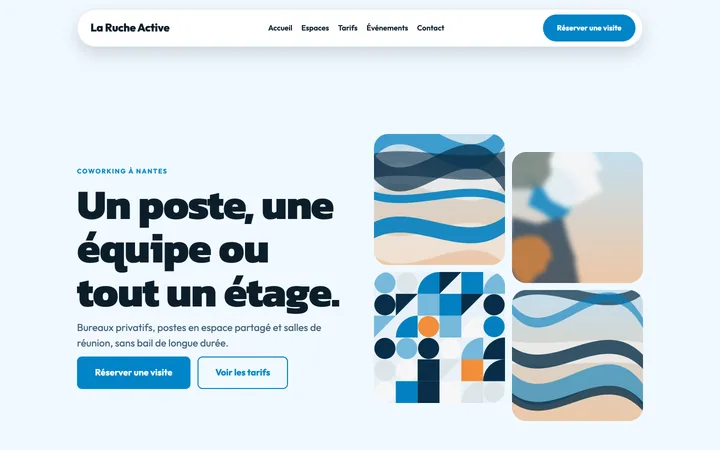 La Ruche Active
Accueil Espaces Tarifs Événements Contact
Réserver une visite
COWORKING À NANTES
Un poste, une
équipe ou
tout un étage.
Bureaux privatifs, postes en espace partagé et salles de
réunion, sans bail de longue durée.
Réserver une visite
Voir les tarifs